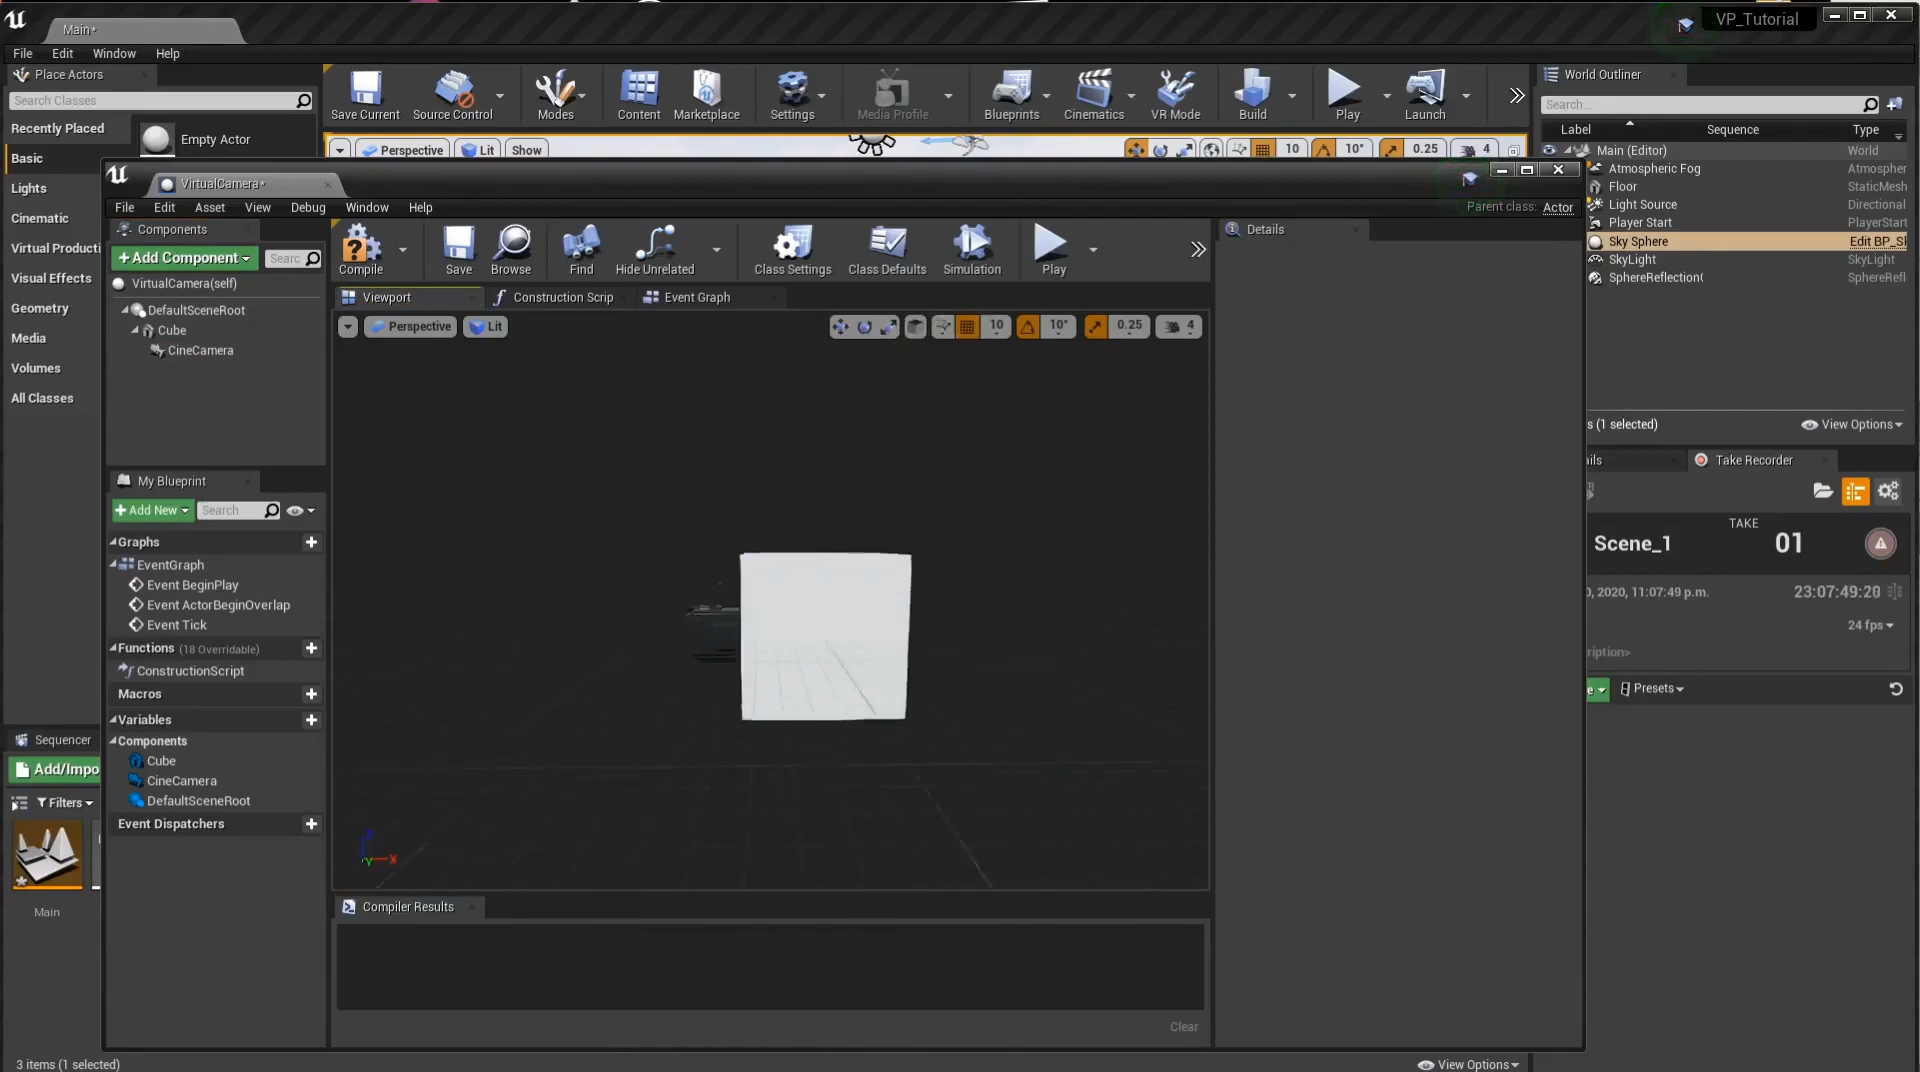 Main*
VP_Tutorial
File Edit Window Help
Place Actors
Search Classes
Recently Placed
Basic
Lights
Cinematic
Virtual Producti
Visual Effects
Geometry
Media
Volumes
All Classes
Empty Actor
Save Current
Source Control
Modes
Content
Marketplace
Settings
Media Profile
Blueprints
Cinematics
VR Mode
Build
Play
Launch
Perspective Lit Show
10 10° 0.25 4
World Outliner
Search...
Label Sequence Type
Main (Editor) World
Atmospheric Fog Atmospher
Floor StaticMesh
Light Source Directional
Player Start PlayerStart
Sky Sphere Edit BP_Sk
SkyLight SkyLight
SphereReflection SphereRefl
s (1 selected)
View Options
ils
Take Recorder
TAKE
Scene_1 01
0, 2020, 11:07:49 p.m. 23:07:49:20
24 fps
ription>
e
Presets
VirtualCamera*
File Edit Asset View Debug Window Help
Parent class: Actor
Components
+Add Component
Searc
VirtualCamera(self)
DefaultSceneRoot
Cube
CineCamera
Compile
Save
Browse
Find
Hide Unrelated
Class Settings
Class Defaults
Simulation
Play
Details
Viewport
Construction Scrip
Event Graph
Perspective Lit
10 10° 0.25 4
My Blueprint
+Add New
Search
Graphs
EventGraph
Event BeginPlay
Event ActorBeginOverlap
Event Tick
Functions (18 Overridable)
ConstructionScript
Macros
Variables
Components
Cube
CineCamera
DefaultSceneRoot
Event Dispatchers
X
Y
Compiler Results
Clear
Sequencer
Add/Impo
Filters
Main
3 items (1 selected)
View Options